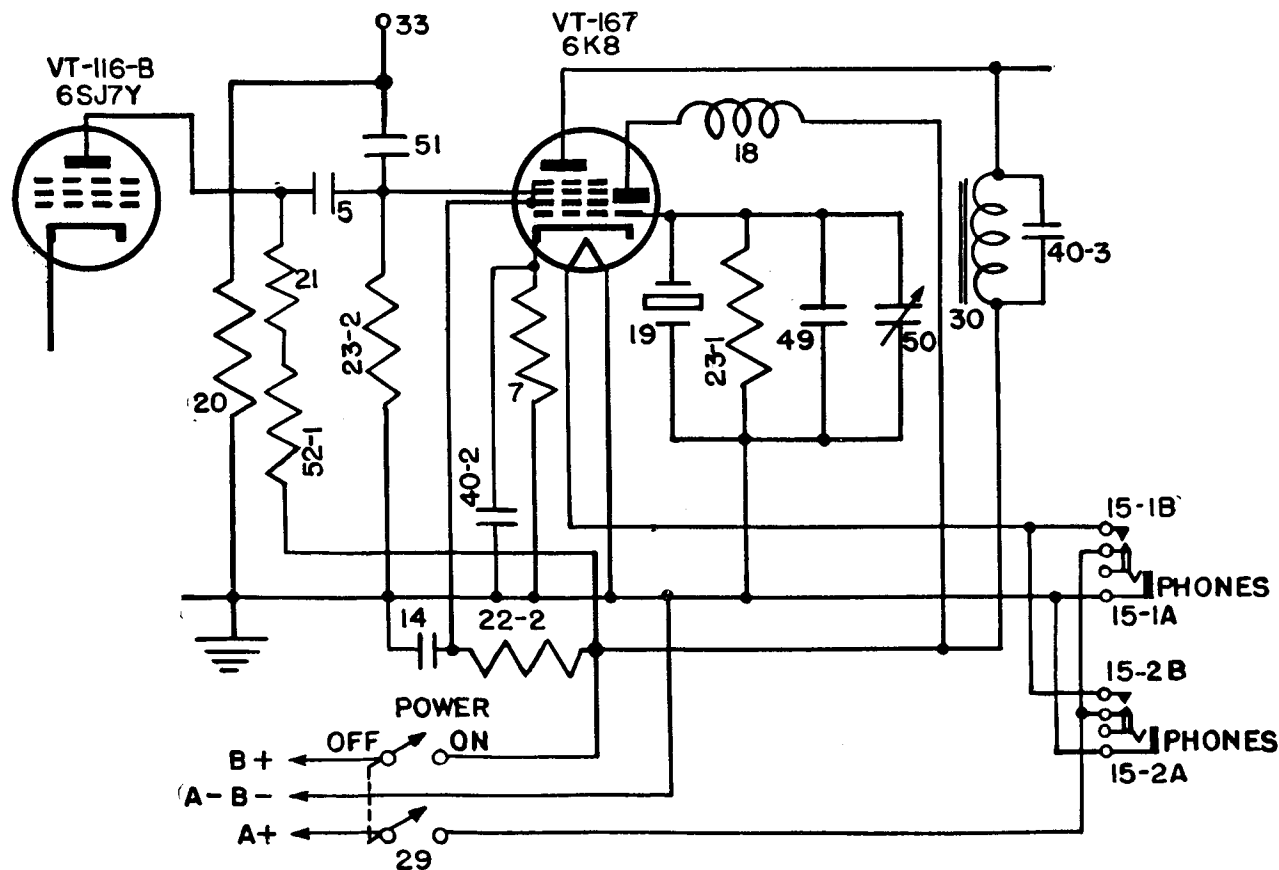 33
VT-167
6K8
VT-116-B
6SJ7Y
51
18
5
40-3
21
19
23-1
49
50
30
23-2
7
20
52-1
40-2
15-1B
PHONES
15-1A
14
22-2
15-2B
POWER
OFF
ON
PHONES
B+
15-2A
A- B-
A+
29